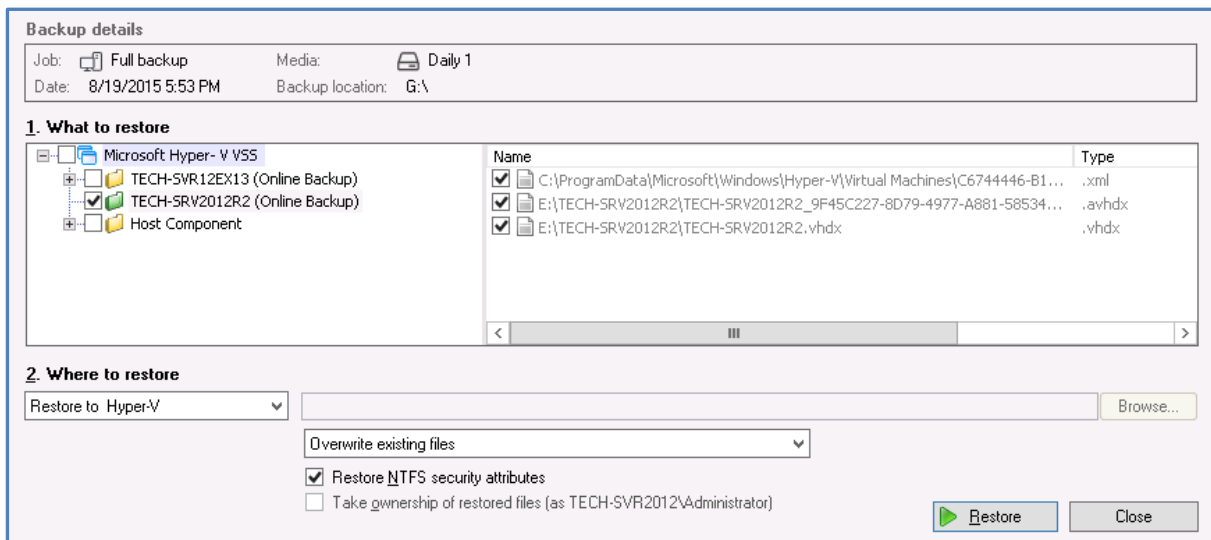 Backup details
Job: Full backup Media: Daily 1
Date: 8/19/2015 5:53 PM Backup location: G:\
1. What to restore
Microsoft Hyper- V VSS
TECH-SVR12EX13 (Online Backup)
TECH-SRV2012R2 (Online Backup)
Host Component
Name Type
C:\ProgramData\Microsoft\Windows\Hyper-V\Virtual Machines\C6744446-B1... .xml
E:\TECH-SRV2012R2\TECH-SRV2012R2_9F45C227-8D79-4977-A881-58534... .avhdx
E:\TECH-SRV2012R2\TECH-SRV2012R2.vhdx .vhdx
2. Where to restore
Restore to Hyper-V Browse...
Overwrite existing files
Restore NTFS security attributes
Take ownership of restored files (as TECH-SVR2012\Administrator)
Restore Close